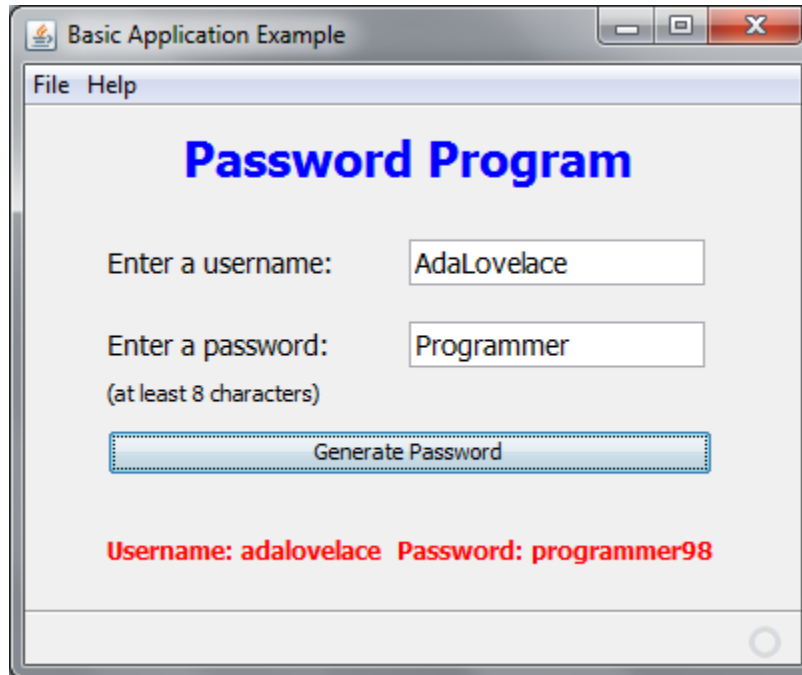 Basic Application Example
File Help
Password Program
Enter a username: AdaLovelace
Enter a password: Programmer
(at least 8 characters)
Generate Password
Username: adalovelace Password: programmer98